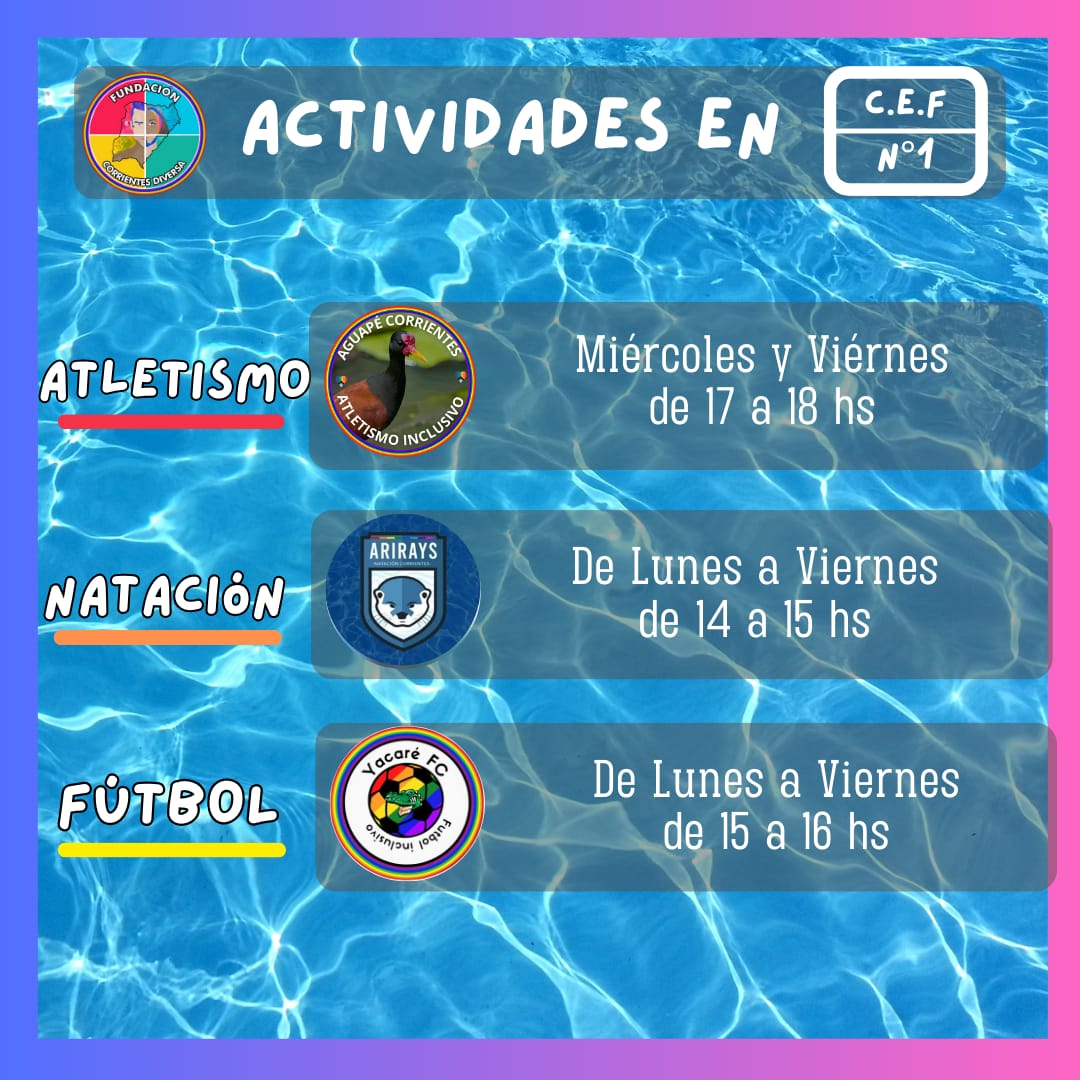 FUNDACIÓN
CORRIENTES DIVERSA
ACTIVIDADES EN
C.E.F
N°1
ATLETISMO
AGUAPÉ CORRIENTES
ATLETISMO INCLUSIVO
Miércoles y Viérnes
de 17 a 18 hs
NATACIÓN
ARIRAYS
NATACIÓN CORRIENTES
De Lunes a Viernes
de 14 a 15 hs
FÚTBOL
Yacaré FC
Futbol inclusivo
De Lunes a Viernes
de 15 a 16 hs